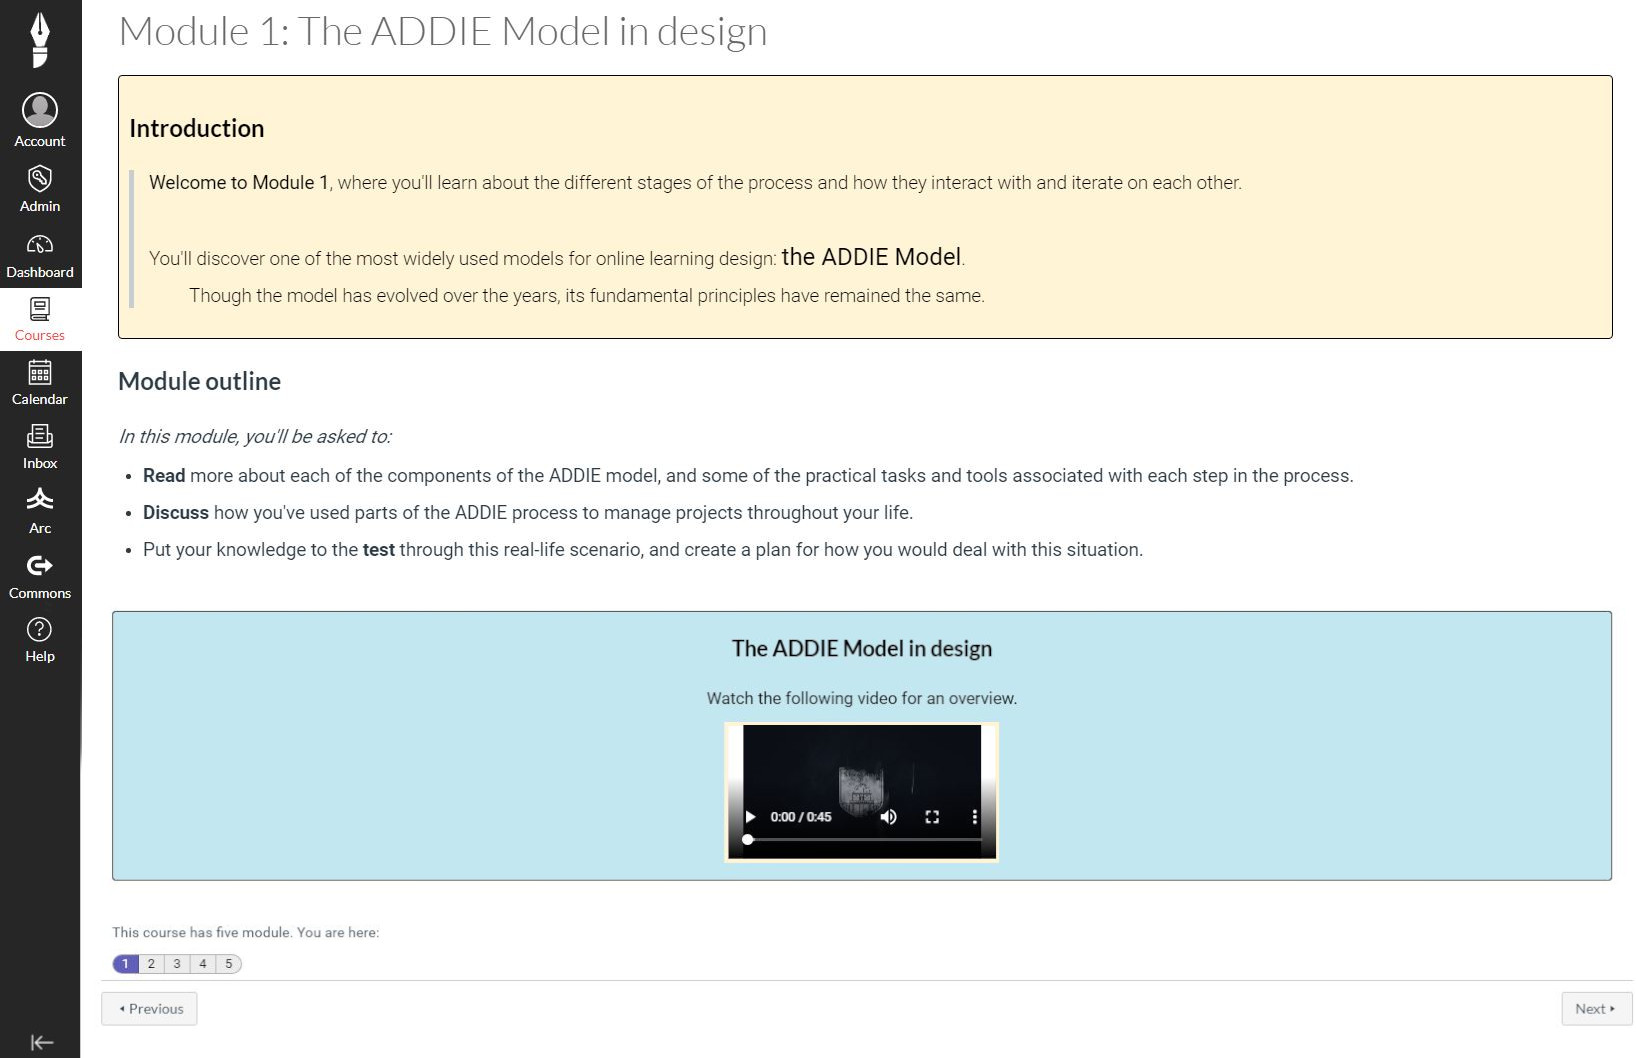 Module 1: The ADDIE Model in design
Account
Admin
Dashboard
Courses
Calendar
Inbox
Arc
Commons
Help
Introduction
Welcome to Module 1, where you'll learn about the different stages of the process and how they interact with and iterate on each other.
You'll discover one of the most widely used models for online learning design: the ADDIE Model.
Though the model has evolved over the years, its fundamental principles have remained the same.
Module outline
In this module, you'll be asked to:
• Read more about each of the components of the ADDIE model, and some of the practical tasks and tools associated with each step in the process.
• Discuss how you've used parts of the ADDIE process to manage projects throughout your life.
• Put your knowledge to the test through this real-life scenario, and create a plan for how you would deal with this situation.
The ADDIE Model in design
Watch the following video for an overview.
0:00 / 0:45
This course has five module. You are here:
1 2 3 4 5
Previous
Next